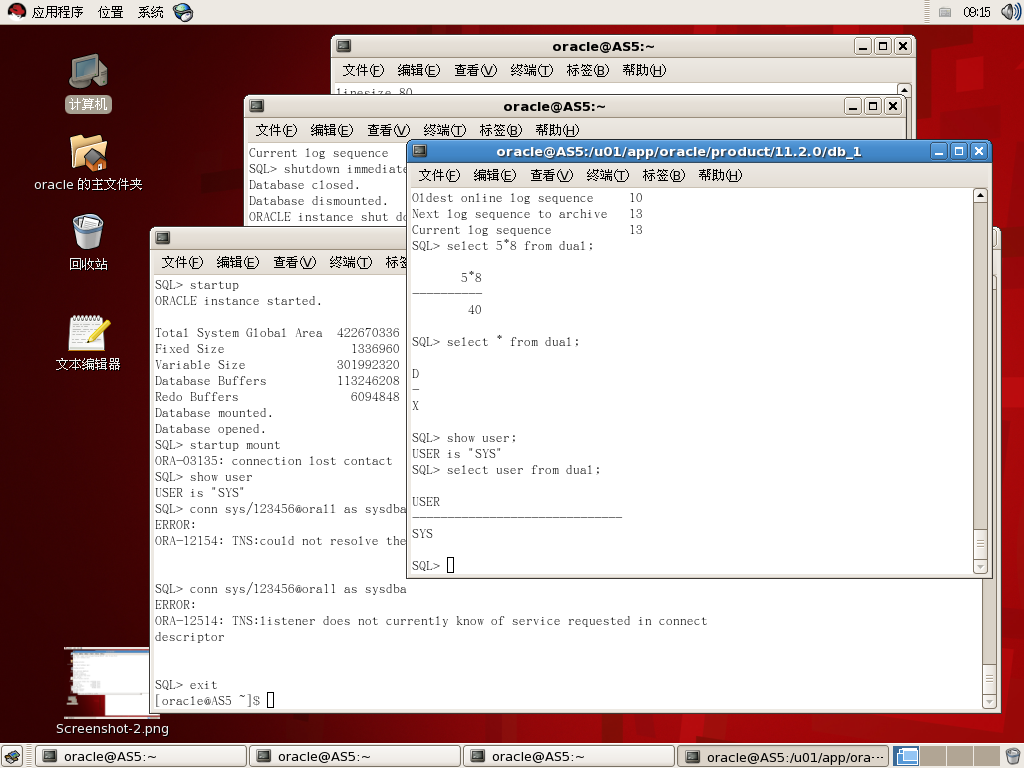 应用程序 位置 系统 09:15
计算机
oracle 的主文件夹
回收站
文本编辑器
Screenshot-2.png
oracle@AS5:~
文件(F) 编辑(E) 查看(V) 终端(T) 标签(B) 帮助(H)
linesize 80
oracle@AS5:~
文件(F) 编辑(E) 查看(V) 终端(T) 标签(B) 帮助(H)
Current log sequence
SQL> shutdown immediate
Database closed.
Database dismounted.
ORACLE instance shut do
oracle@AS5:/u01/app/oracle/product/11.2.0/db_1
文件(F) 编辑(E) 查看(V) 终端(T) 标签(B) 帮助(H)
Oldest online log sequence     10
Next log sequence to archive   13
Current log sequence           13
SQL> select 5*8 from dual;
       5*8
----------
        40
SQL> select * from dual;
D
-
X
SQL> show user;
USER is "SYS"
SQL> select user from dual;
USER
------------------------------
SYS
SQL>
文件(F) 编辑(E) 查看(V) 终端(T) 标签
SQL> startup
ORACLE instance started.
Total System Global Area  422670336
Fixed Size                  1336960
Variable Size             301992320
Database Buffers          113246208
Redo Buffers                6094848
Database mounted.
Database opened.
SQL> startup mount
ORA-03135: connection lost contact
SQL> show user
USER is "SYS"
SQL> conn sys/123456@orall as sysdba
ERROR:
ORA-12154: TNS:could not resolve the
SQL> conn sys/123456@orall as sysdba
ERROR:
ORA-12514: TNS:listener does not currently know of service requested in connect
descriptor
SQL> exit
[oracle@AS5 ~]$
oracle@AS5:~ oracle@AS5:~ oracle@AS5:~ oracle@AS5:/u01/app/ora···